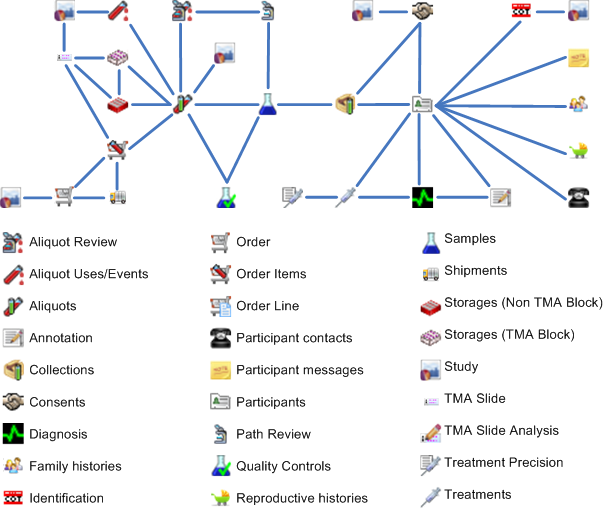 Aliquot Review
Aliquot Uses/Events
Aliquots
Annotation
Collections
Consents
Diagnosis
Family histories
Identification
Order
Order Items
Order Line
Participant contacts
Participant messages
Participants
Path Review
Quality Controls
Reproductive histories
Samples
Shipments
Storages (Non TMA Block)
Storages (TMA Block)
Study
TMA Slide
TMA Slide Analysis
Treatment Precision
Treatments